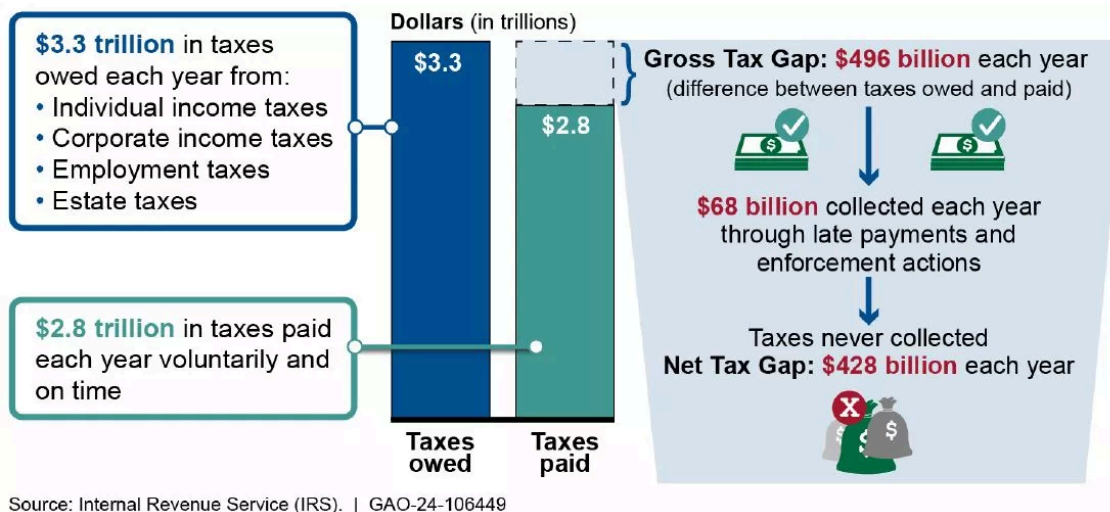 Dollars (in trillions)
$3.3 trillion in taxes
owed each year from:
• Individual income taxes
• Corporate income taxes
• Employment taxes
• Estate taxes
$2.8 trillion in taxes paid
each year voluntarily and
on time
$3.3
$2.8
Taxes
owed
Taxes
paid
Gross Tax Gap: $496 billion each year
(difference between taxes owed and paid)
$
$
$68 billion collected each year
through late payments and
enforcement actions
Taxes never collected
Net Tax Gap: $428 billion each year
X
$ $ $
Source: Internal Revenue Service (IRS). | GAO-24-106449